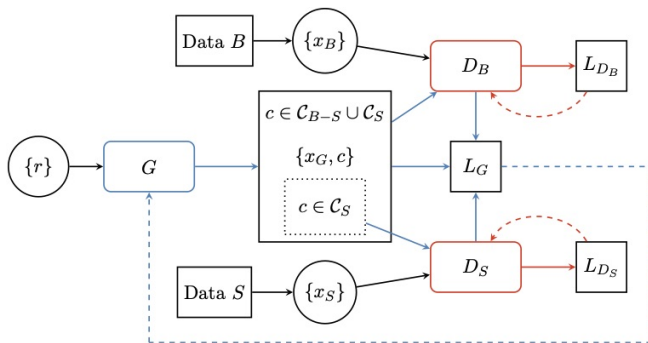 Data B
{x_B}
D_B
L_{D_B}
c ∈ 𝒞_{B−S} ∪ 𝒞_S
{r}
G
{x_G, c}
L_G
c ∈ 𝒞_S
Data S
{x_S}
D_S
L_{D_S}